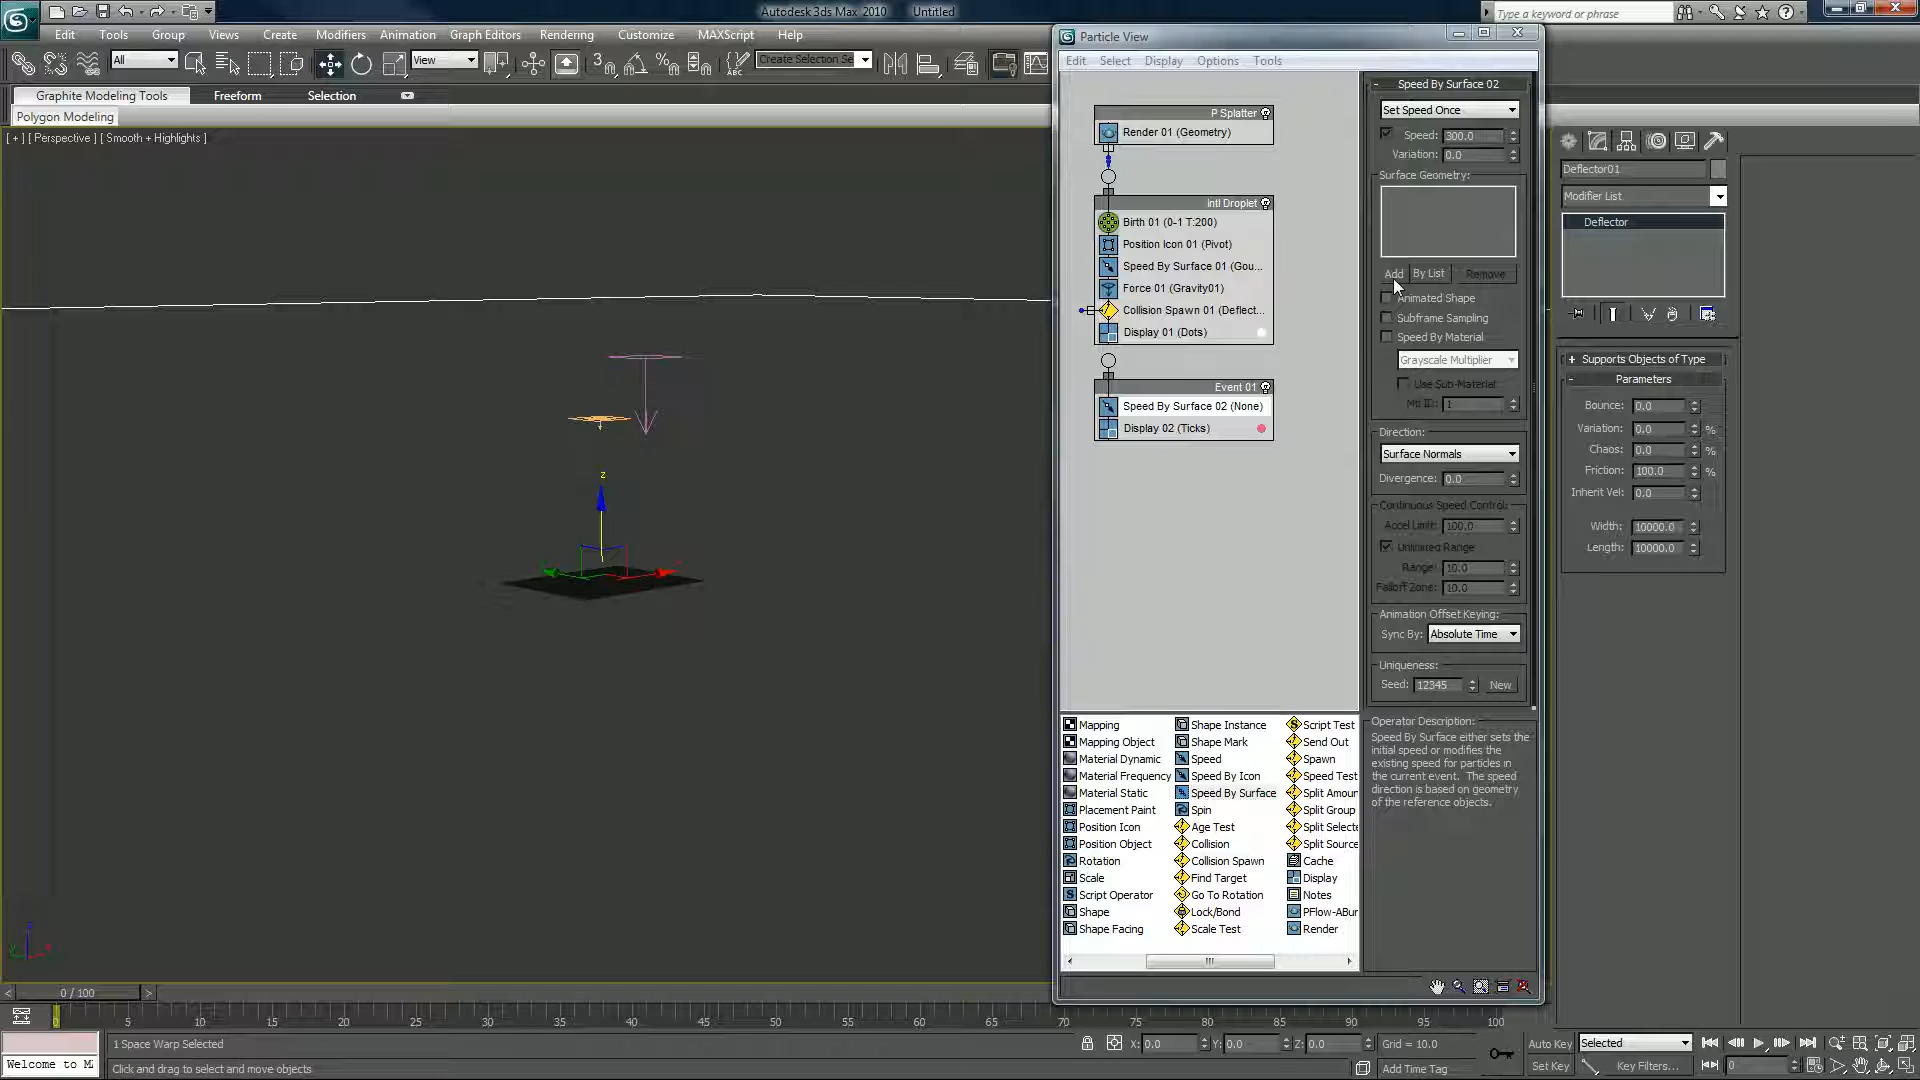 Autodesk 3ds Max 2010 Untitled
Type a keyword or phrase
Edit Tools Group Views Create Modifiers Animation Graph Editors Rendering Customize MAXScript Help
All
View
Create Selection Se
Graphite Modeling Tools Freeform Selection
Polygon Modeling
[ + ] [ Perspective ] [ Smooth + Highlights ]
z
Particle View
Edit Select Display Options Tools
P Splatter
Render 01 (Geometry)
Intl Droplet
Birth 01 (0-1 T:200)
Position Icon 01 (Pivot)
Speed By Surface 01 (Gou...
Force 01 (Gravity01)
Collision Spawn 01 (Deflect...
Display 01 (Dots)
Event 01
Speed By Surface 02 (None)
Display 02 (Ticks)
Speed By Surface 02
Set Speed Once
Speed: 300.0
Variation: 0.0
Surface Geometry:
Add By List Remove
Animated Shape
Subframe Sampling
Speed By Material
Grayscale Multiplier
Use Sub-Material
Mtl ID: 1
Direction:
Surface Normals
Divergence: 0.0
Continuous Speed Control:
Accel Limit: 100.0
Unlimited Range
Range: 10.0
Falloff Zone: 10.0
Animation Offset Keying:
Sync By: Absolute Time
Uniqueness:
Seed: 12345 New
Operator Description:
Speed By Surface either sets the
initial speed or modifies the
existing speed for particles in
the current event. The speed
direction is based on geometry
of the reference objects.
Mapping Shape Instance Script Test
Mapping Object Shape Mark Send Out
Material Dynamic Speed Spawn
Material Frequency Speed By Icon Speed Test
Material Static Speed By Surface Split Amour
Placement Paint Spin Split Group
Position Icon Age Test Split Selecte
Position Object Collision Split Source
Rotation Collision Spawn Cache
Scale Find Target Display
Script Operator Go To Rotation Notes
Shape Lock/Bond PFlow-ABur
Shape Facing Scale Test Render
Deflector01
Modifier List
Deflector
+ Supports Objects of Type
- Parameters
Bounce: 0.0
Variation: 0.0 %
Chaos: 0.0 %
Friction: 100.0 %
Inherit Vel: 0.0
Width: 10000.0
Length: 10000.0
0 / 100
0 5 10 15 20 25 30 35 40 45 50 55 60 65 70 75 80 85 90 95 100
1 Space Warp Selected X: 0.0 Y: 0.0 Z: 0.0 Grid = 10.0 Auto Key Selected
Welcome to M Click and drag to select and move objects Add Time Tag Set Key Key Filters... 0